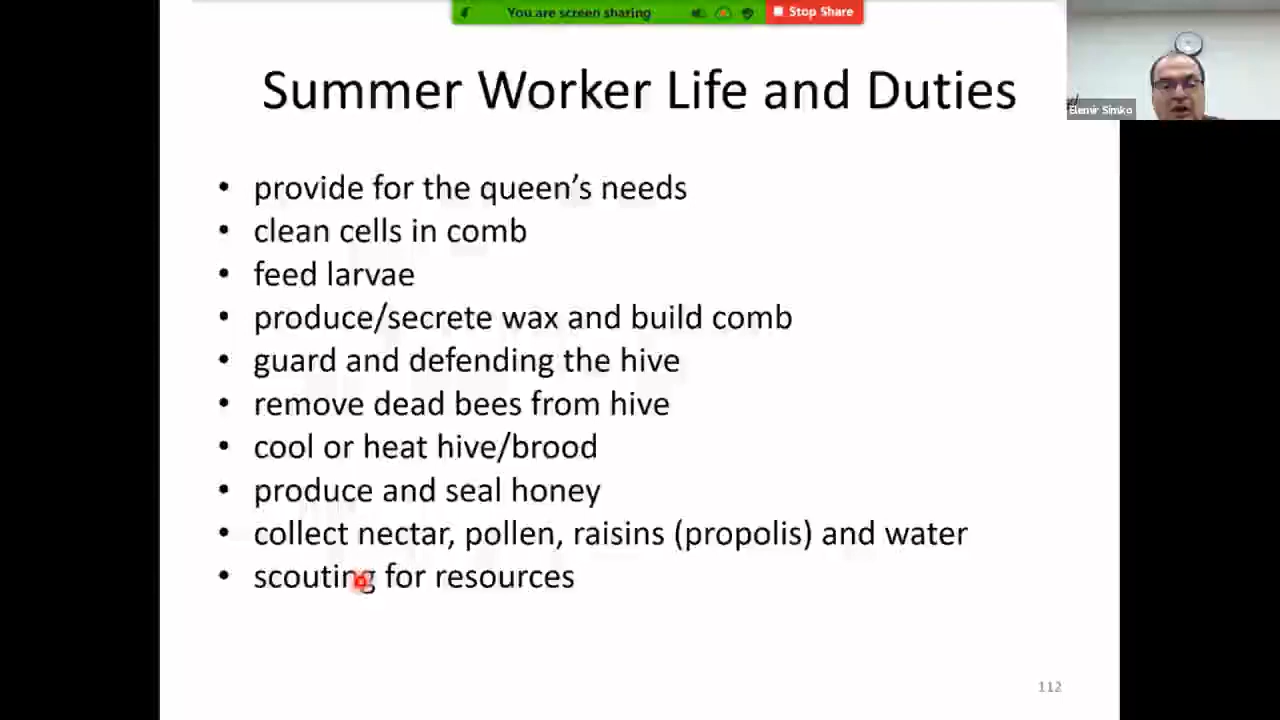 You are screen sharing
Stop Share
Summer Worker Life and Duties
Elemir Simko
• provide for the queen’s needs
• clean cells in comb
• feed larvae
• produce/secrete wax and build comb
• guard and defending the hive
• remove dead bees from hive
• cool or heat hive/brood
• produce and seal honey
• collect nectar, pollen, raisins (propolis) and water
• scouting for resources
112